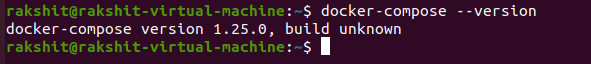 rakshit@rakshit-virtual-machine:~$ docker-compose --version
docker-compose version 1.25.0, build unknown
rakshit@rakshit-virtual-machine:~$